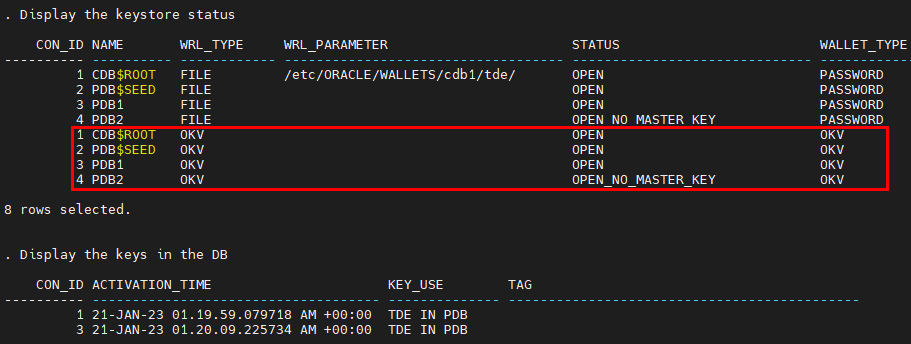 . Display the keystore status
CON_ID NAME WRL_TYPE WRL_PARAMETER STATUS WALLET_TYPE
---------- ---------- ---------- ------------------------------ ------------------------------ ------------
1 CDB$ROOT FILE /etc/ORACLE/WALLETS/cdb1/tde/ OPEN PASSWORD
2 PDB$SEED FILE OPEN PASSWORD
3 PDB1 FILE OPEN PASSWORD
4 PDB2 FILE OPEN_NO_MASTER_KEY PASSWORD
1 CDB$ROOT OKV OPEN OKV
2 PDB$SEED OKV OPEN OKV
3 PDB1 OKV OPEN OKV
4 PDB2 OKV OPEN_NO_MASTER_KEY OKV
8 rows selected.
. Display the keys in the DB
CON_ID ACTIVATION_TIME KEY_USE TAG
---------- ----------------------------------- -------------- ---------------------------------------------
1 21-JAN-23 01.19.59.079718 AM +00:00 TDE IN PDB
3 21-JAN-23 01.20.09.225734 AM +00:00 TDE IN PDB